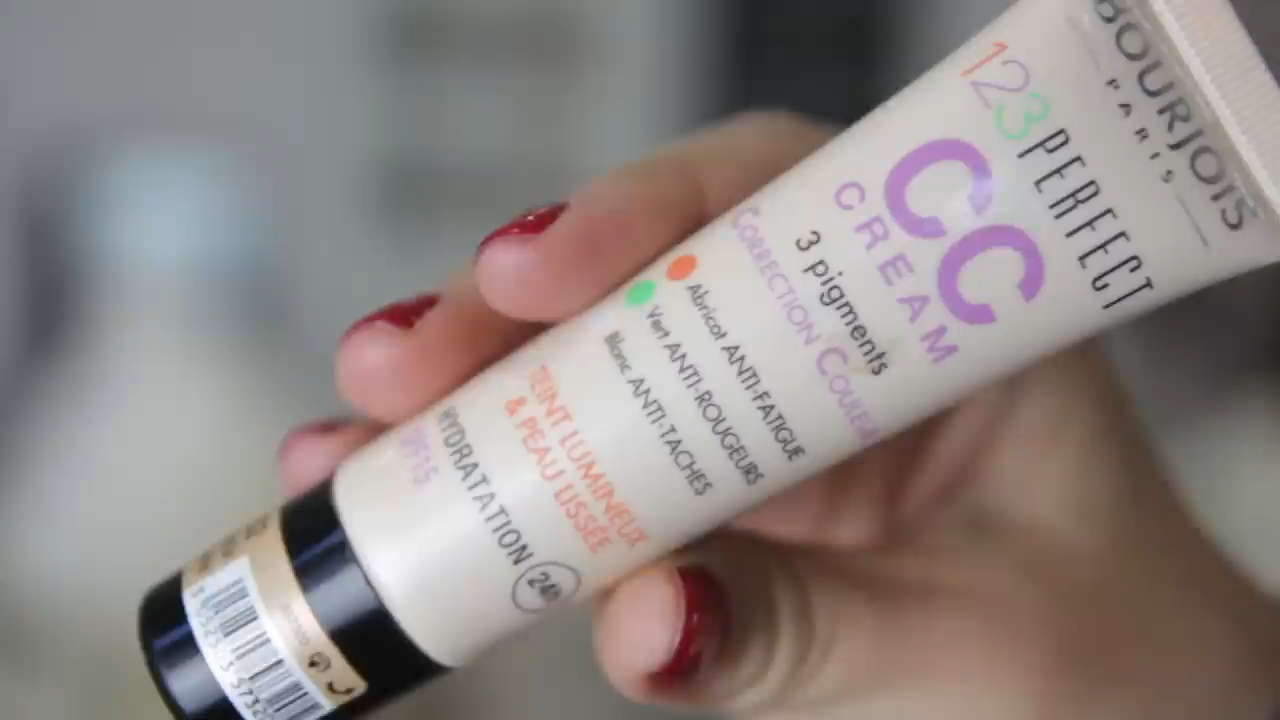 BOURJOIS
PARIS
123 PERFECT
CC
CREAM
3 pigments
CORRECTION
Abricot ANTI-FATIGUE
Vert ANTI-ROUGEURS
Blanc ANTI-TACHES
TEINT LUMINEUX
& PEAU LISSÉE
HYDRATATION 24h
SPF15